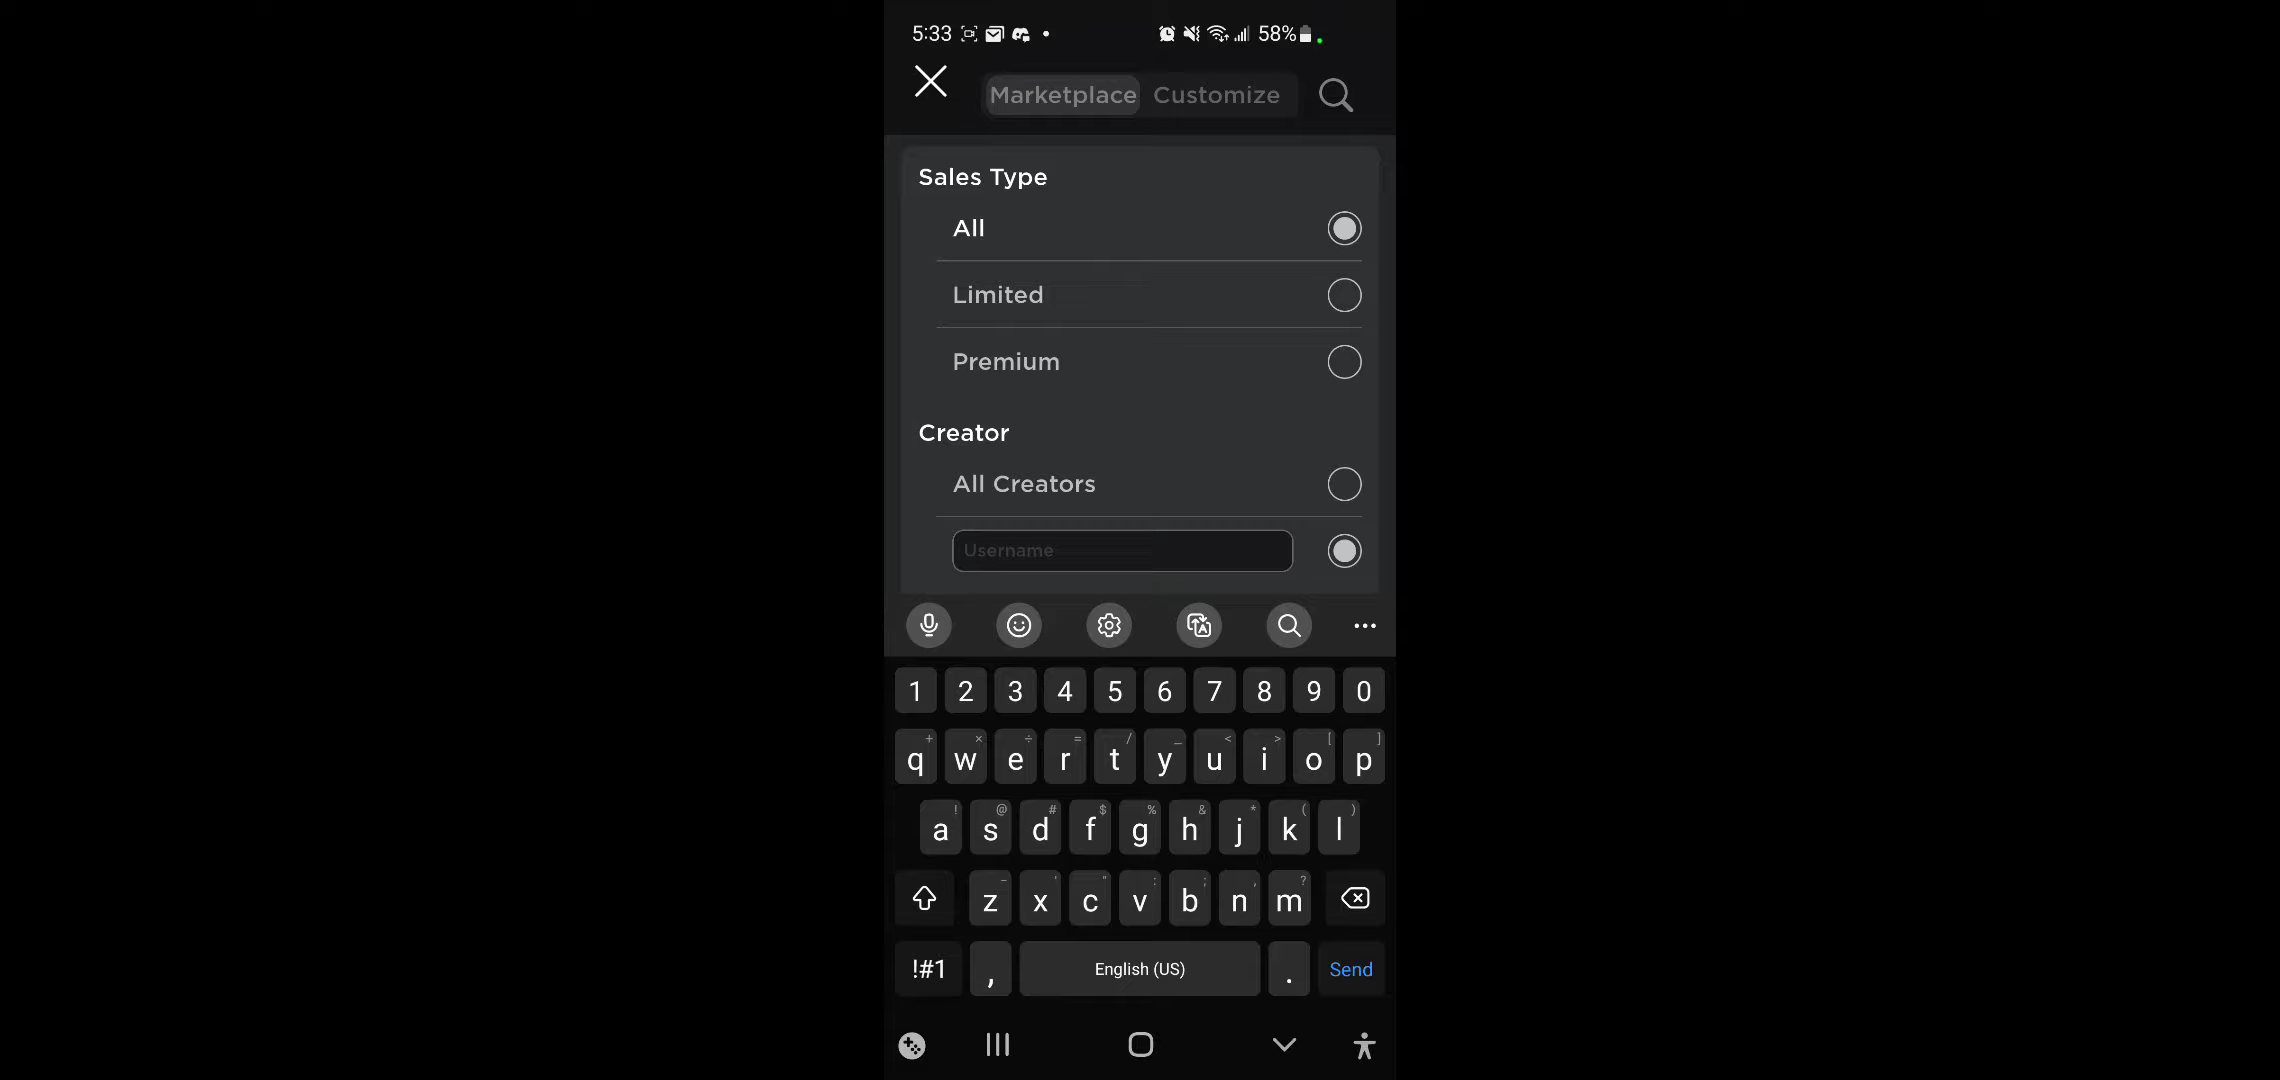 5:33 58%
Marketplace Customize
Sales Type
All
Limited
Premium
Creator
All Creators
Username
1 2 3 4 5 6 7 8 9 0
+ × ÷ = / _ < > [ ]
q w e r t y u i o p
! @ # $ % & * ( )
a s d f g h j k l
- ' " : ; , ?
z x c v b n m
!#1 , English (US) . Send